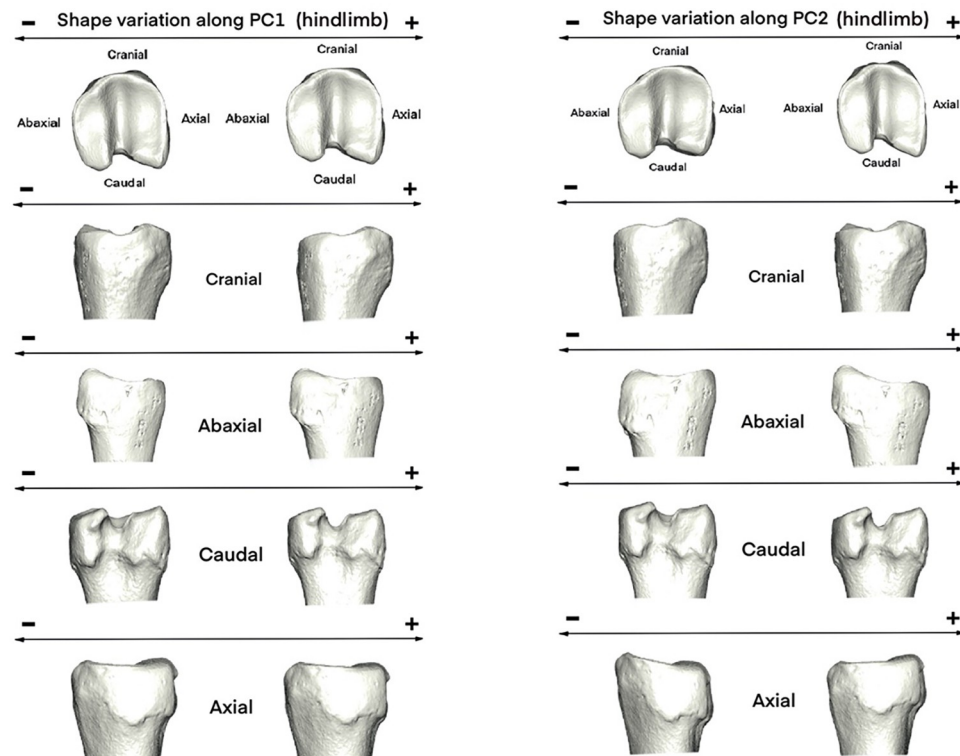 - Shape variation along PC1 (hindlimb) +
Cranial
Cranial
Abaxial
Axial
Abaxial
Axial
Caudal
Caudal
- +
Cranial
- +
Abaxial
- +
Caudal
- +
Axial
- Shape variation along PC2 (hindlimb) +
Cranial
Cranial
Abaxial
Axial
Abaxial
Axial
Caudal
Caudal
- +
Cranial
- +
Abaxial
- +
Caudal
- +
Axial